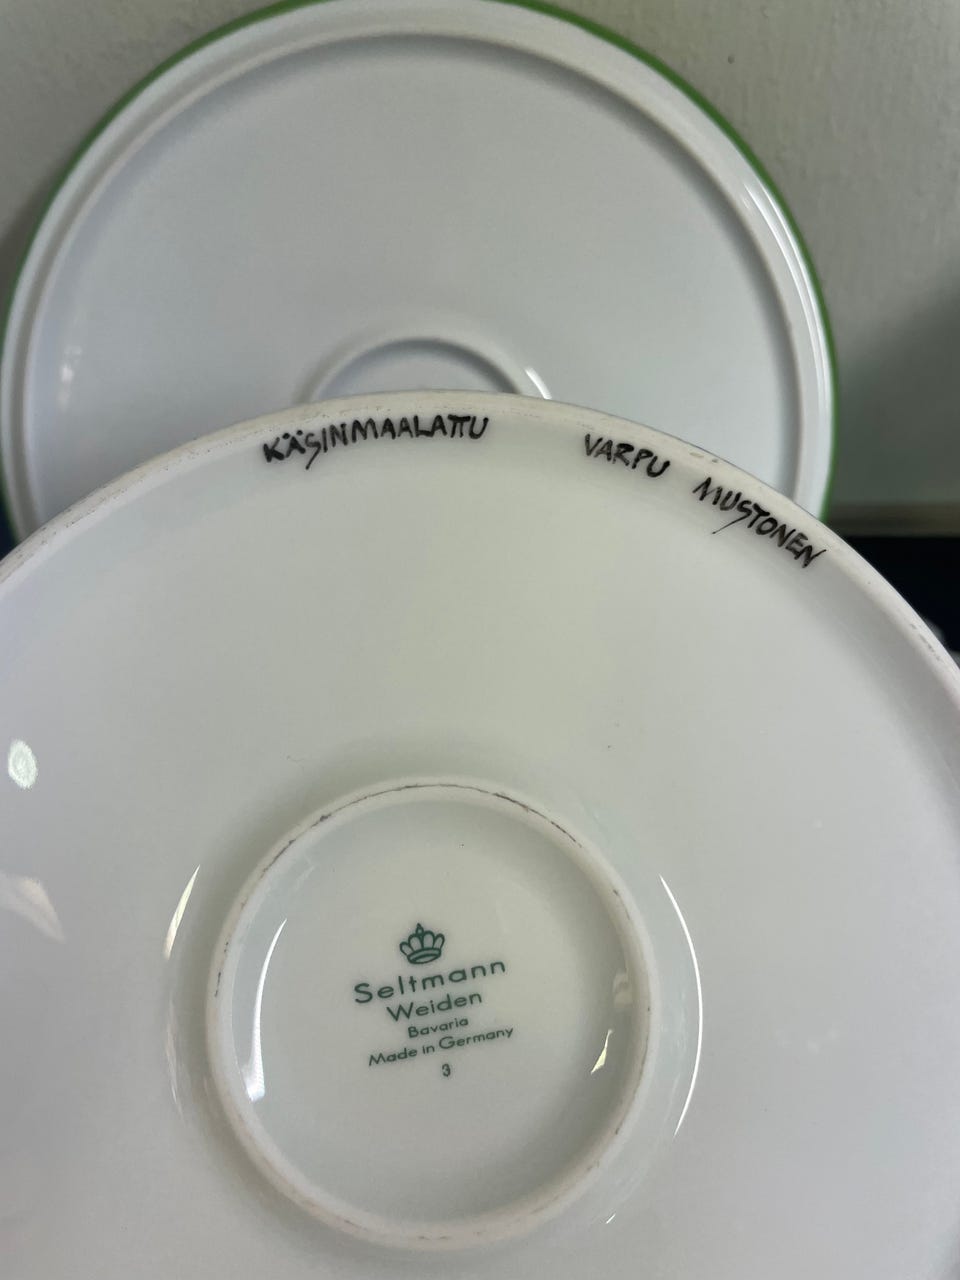 KÄSINMAALATTU VARPU MUSTONEN
Seltmann
Weiden
Bavaria
Made in Germany
3